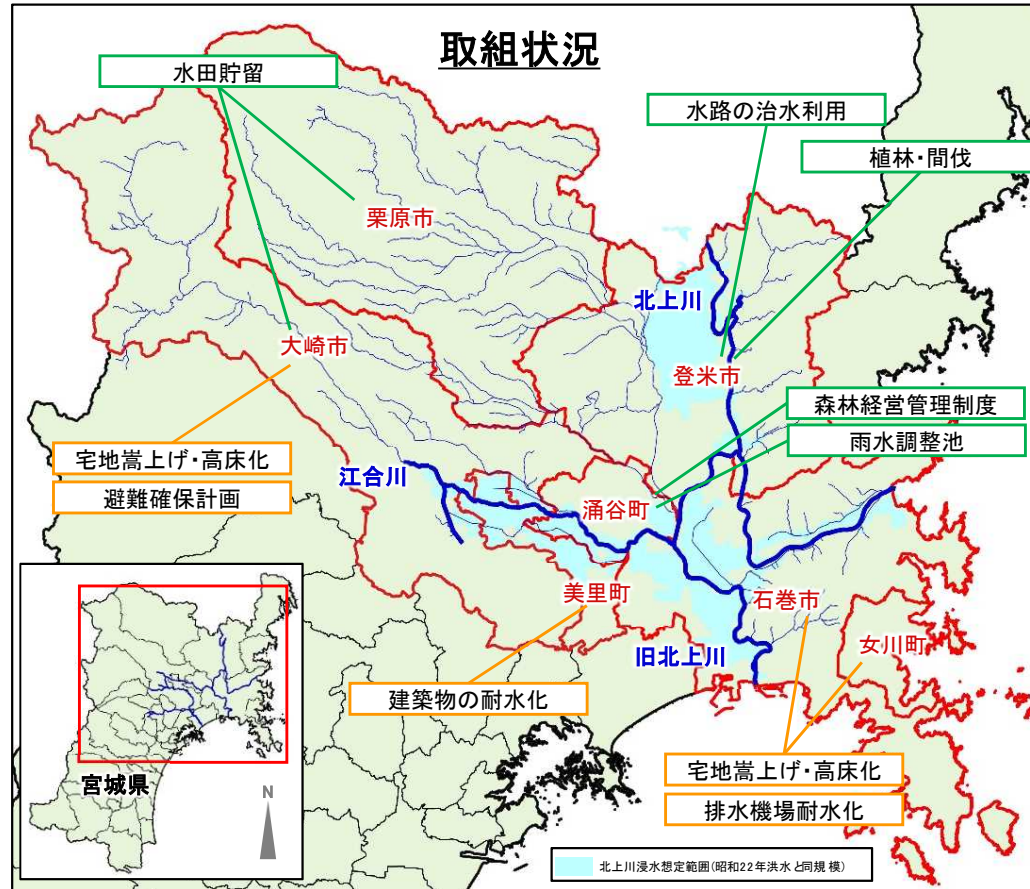 取組状況
水田貯留
水路の治水利用
植林・間伐
栗原市
北上川
大崎市
登米市
森林経営管理制度
雨水調整池
宅地嵩上げ・高床化
避難確保計画
江合川
涌谷町
美里町
石巻市
女川町
旧北上川
建築物の耐水化
宅地嵩上げ・高床化
排水機場耐水化
宮城県
N
北上川浸水想定範囲(昭和22年洪水と同規模)